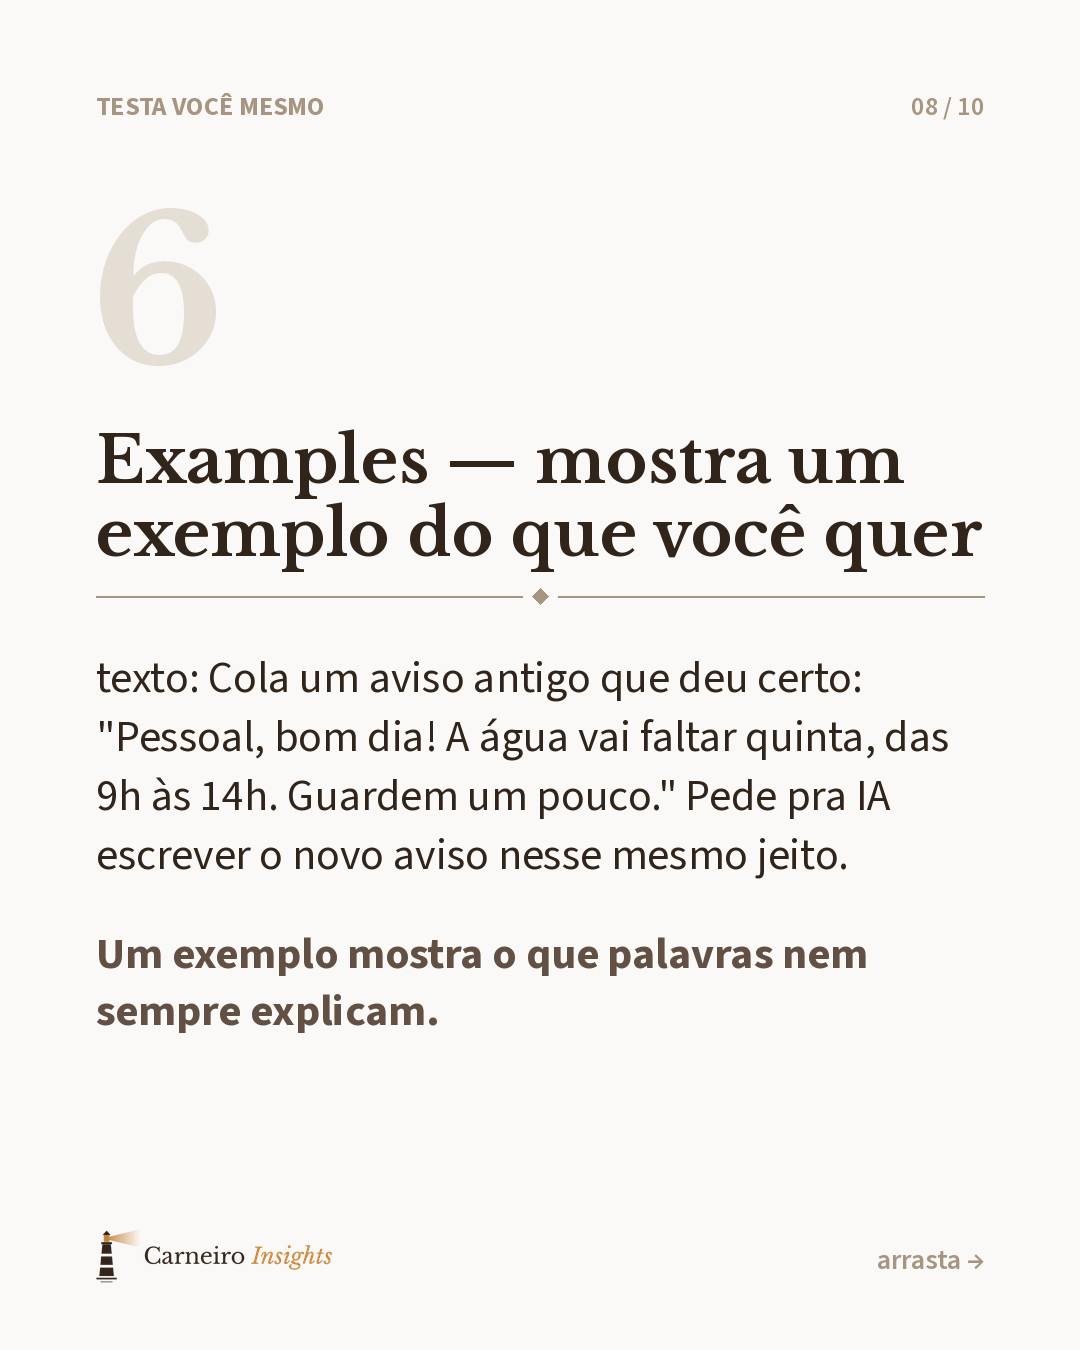 TESTA VOCÊ MESMO
08 / 10
6
Examples — mostra um
exemplo do que você quer
texto: Cola um aviso antigo que deu certo:
"Pessoal, bom dia! A água vai faltar quinta, das
9h às 14h. Guardem um pouco." Pede pra IA
escrever o novo aviso nesse mesmo jeito.
Um exemplo mostra o que palavras nem
sempre explicam.
Carneiro Insights
arrasta →